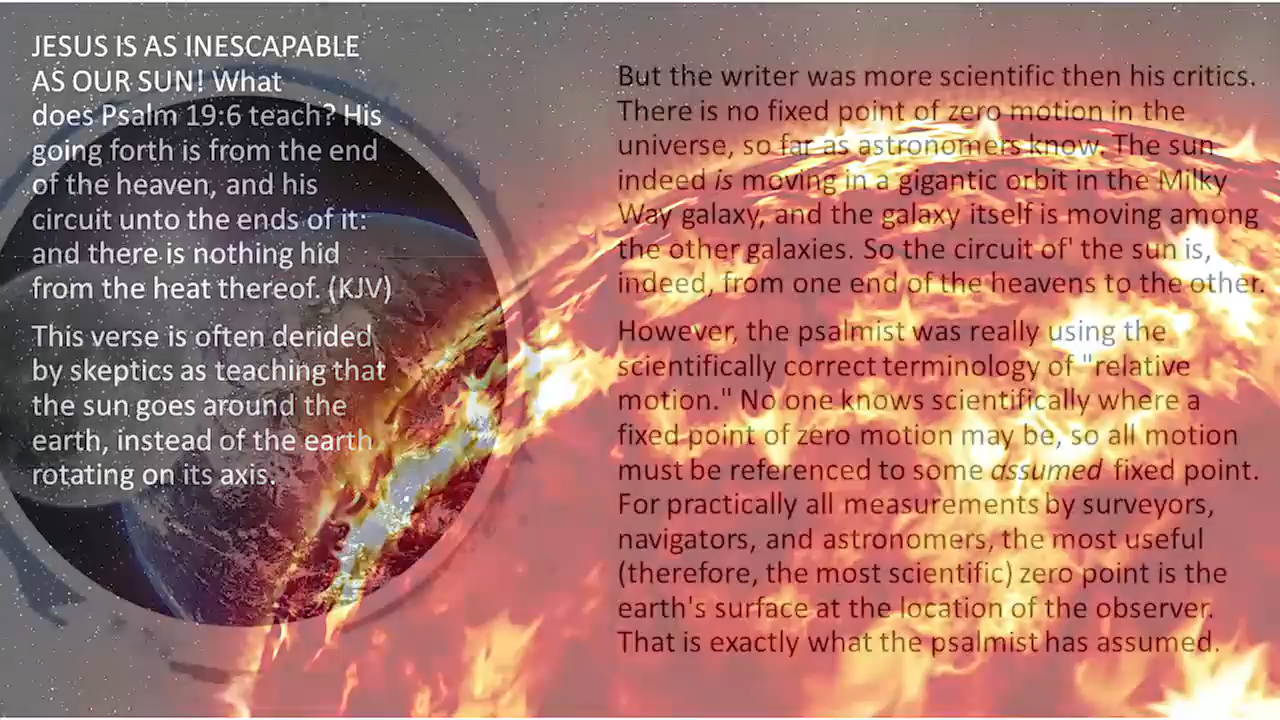 JESUS IS AS INESCAPABLE
AS OUR SUN! What
does Psalm 19:6 teach? His
going forth is from the end
of the heaven, and his
circuit unto the ends of it:
and there is nothing hid
from the heat thereof. (KJV)
This verse is often derided
by skeptics as teaching that
the sun goes around the
earth, instead of the earth
rotating on its axis.
But the writer was more scientific then his critics.
There is no fixed point of zero motion in the
universe, so far as astronomers know. The sun
indeed is moving in a gigantic orbit in the Milky
Way galaxy, and the galaxy itself is moving among
the other galaxies. So the circuit of' the sun is,
indeed, from one end of the heavens to the other.
However, the psalmist was really using the
scientifically correct terminology of "relative
motion." No one knows scientifically where a
fixed point of zero motion may be, so all motion
must be referenced to some assumed fixed point.
For practically all measurements by surveyors,
navigators, and astronomers, the most useful
(therefore, the most scientific) zero point is the
earth's surface at the location of the observer.
That is exactly what the psalmist has assumed.